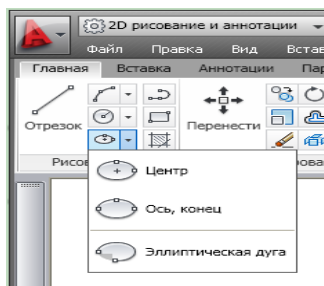 2D рисование и аннотации
Файл Правка Вид Встав
Главная Вставка Аннотации Пар
Отрезок Перенести
Рисо рова
Центр
Ось, конец
Эллиптическая дуга